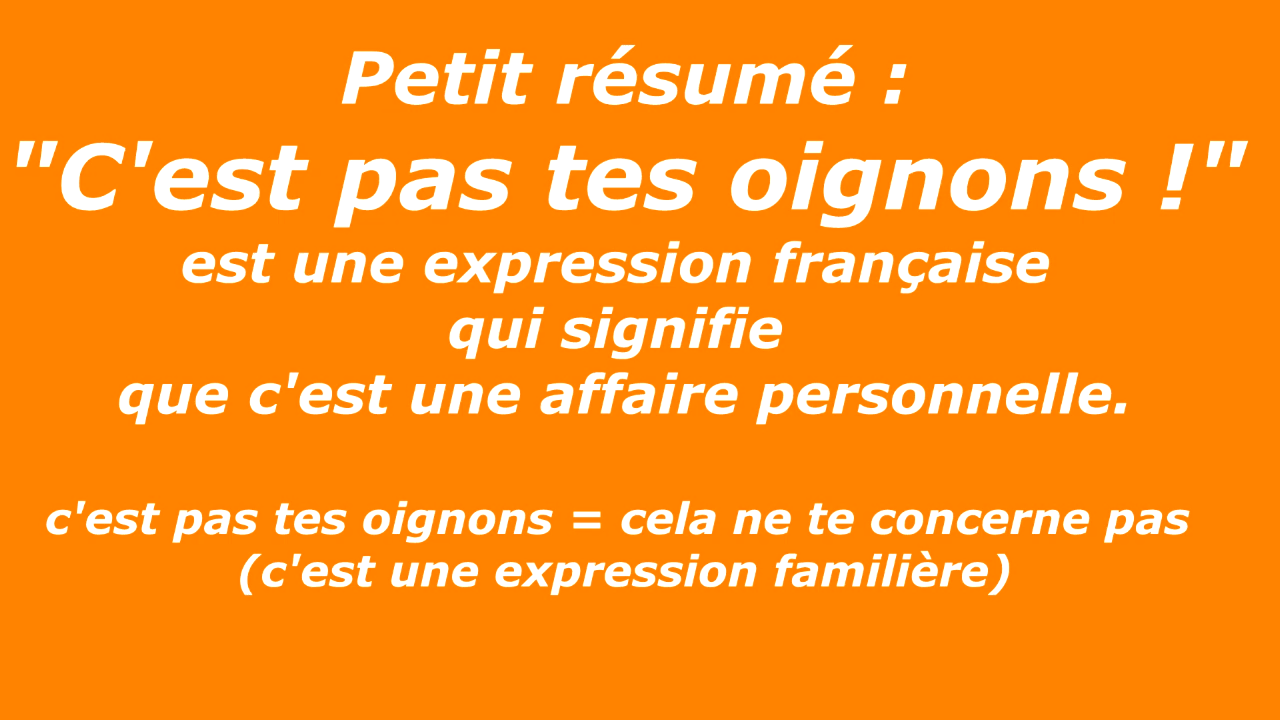 Petit résumé :
"C'est pas tes oignons !"
est une expression française
qui signifie
que c'est une affaire personnelle.
c'est pas tes oignons = cela ne te concerne pas
(c'est une expression familière)